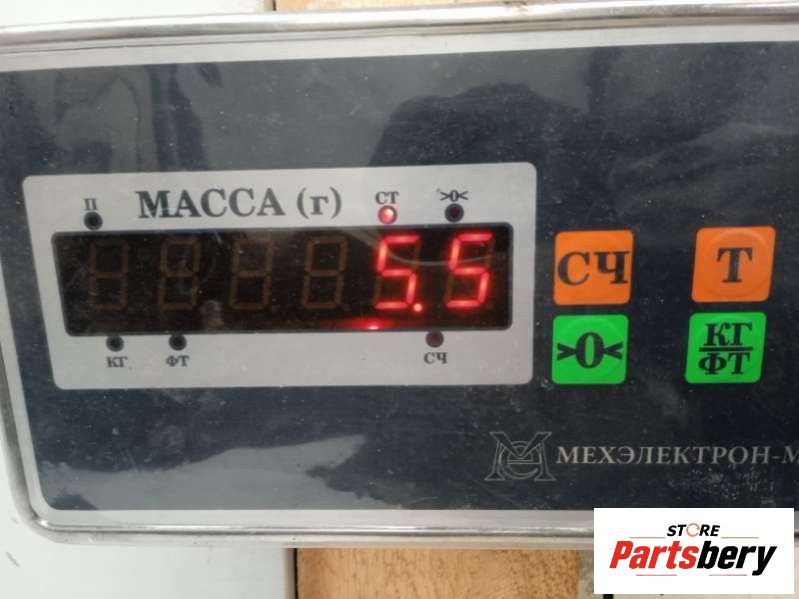 П МАССА (г) СТ >0<
5.5
КГ ФТ СЧ
СЧ Т
>0< КГ
ФТ
МЕХЭЛЕКТРОН-М
STORE
Partsbery